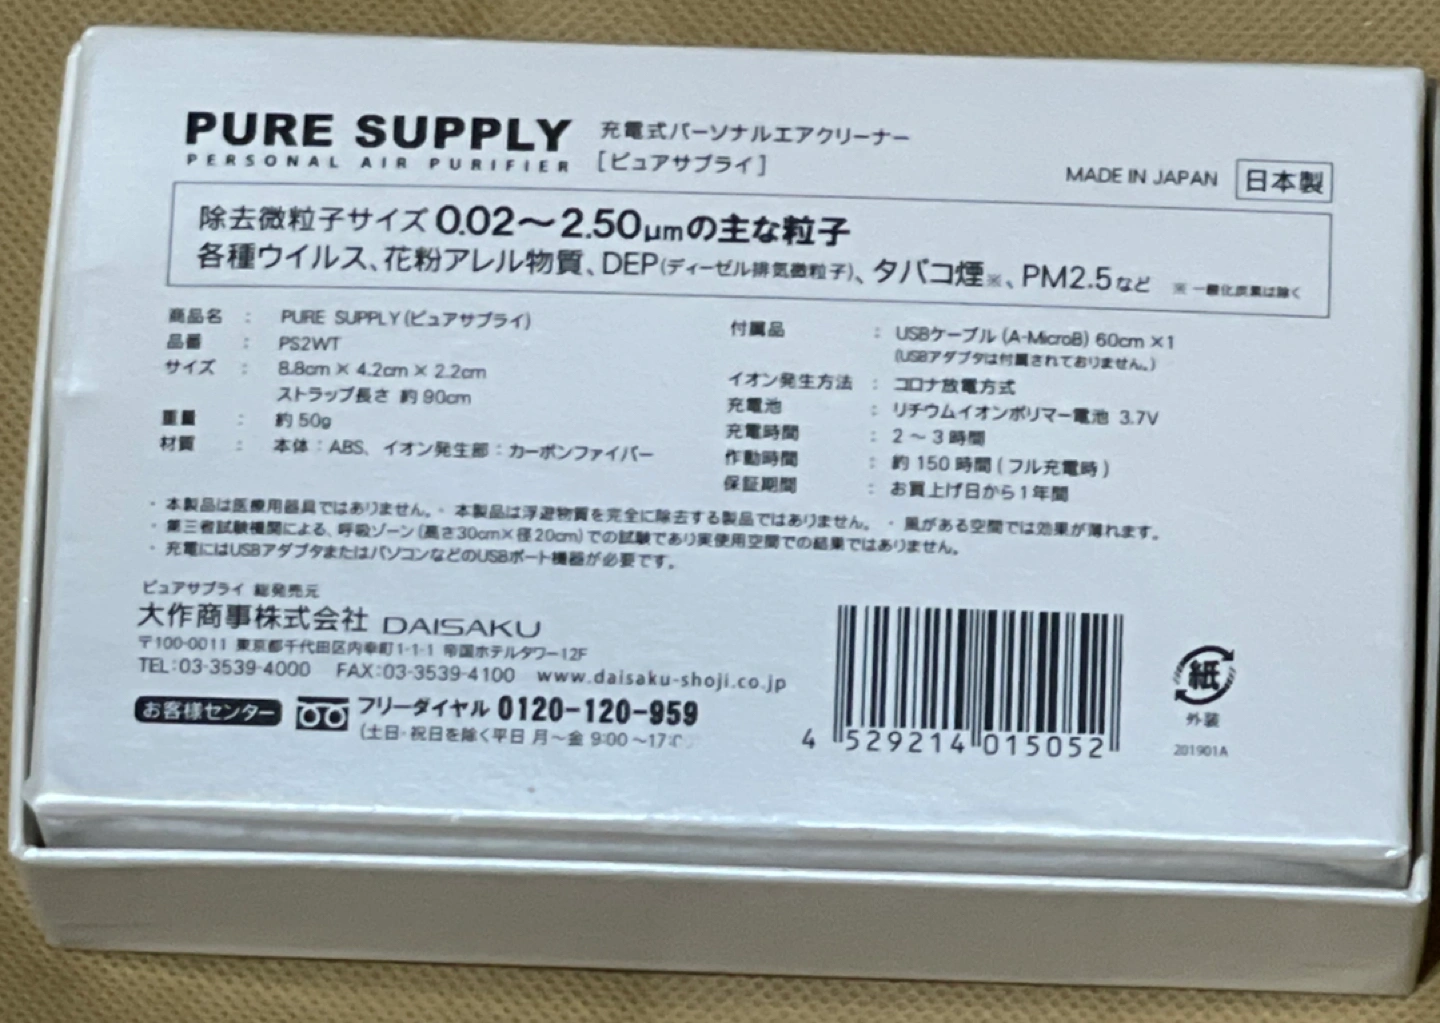 PURE SUPPLY
PERSONAL AIR PURIFIER
充電式パーソナルエアクリーナー
[ピュアサプライ]
MADE IN JAPAN 日本製
除去微粒子サイズ 0.02〜2.50μmの主な粒子
各種ウイルス、花粉アレル物質、DEP(ディーゼル排気微粒子)、タバコ煙※、PM2.5など ※一酸化炭素は除く
商品名 : PURE SUPPLY(ピュアサプライ)
品番 : PS2WT
サイズ : 8.8cm × 4.2cm × 2.2cm
ストラップ長さ 約90cm
重量 : 約50g
材質 : 本体:ABS、イオン発生部:カーボンファイバー
付属品 : USBケーブル (A-MicroB) 60cm ×1
(USBアダプタは付属されておりません。)
イオン発生方法 : コロナ放電方式
充電池 : リチウムイオンポリマー電池 3.7V
充電時間 : 2 〜 3 時間
作動時間 : 約150時間 ( フル充電時 )
保証期間 : お買上げ日から1年間
・本製品は医療用器具ではありません。・本製品は浮遊物質を完全に除去する製品ではありません。・風がある空間では効果が薄れます。
・第三者試験機関による、呼吸ゾーン(高さ30cm×径20cm)での試験であり実使用空間での結果ではありません。
・充電にはUSBアダプタまたはパソコンなどのUSBポート機器が必要です。
ピュアサプライ 総発売元
大作商事株式会社 DAISAKU
〒100-0011 東京都千代田区内幸町1-1-1 帝国ホテルタワー12F
TEL:03-3539-4000 FAX:03-3539-4100 www.daisaku-shoji.co.jp
お客様センター フリーダイヤル 0120-120-959
(土日・祝日を除く平日 月〜金 9:00〜17:
4 529214 015052
紙
外装
201901A